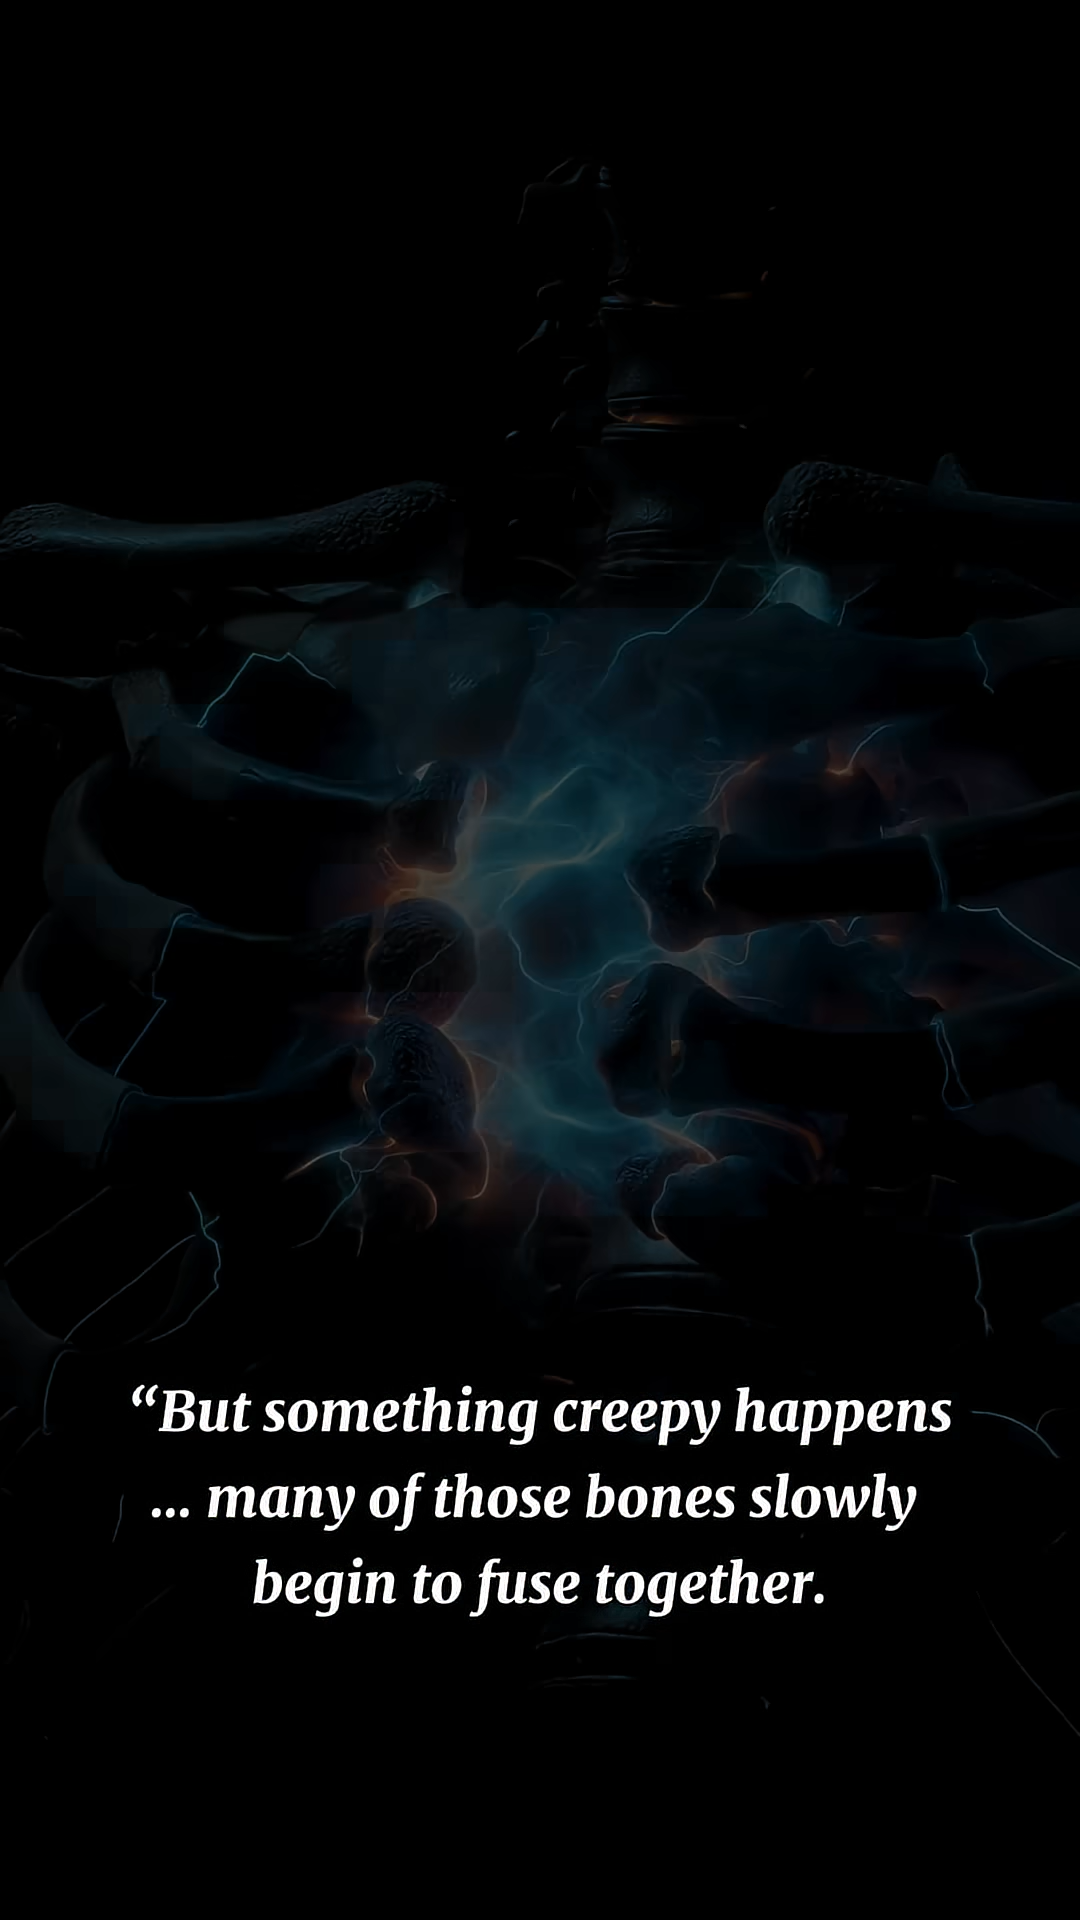 “But something creepy happens
... many of those bones slowly
begin to fuse together.